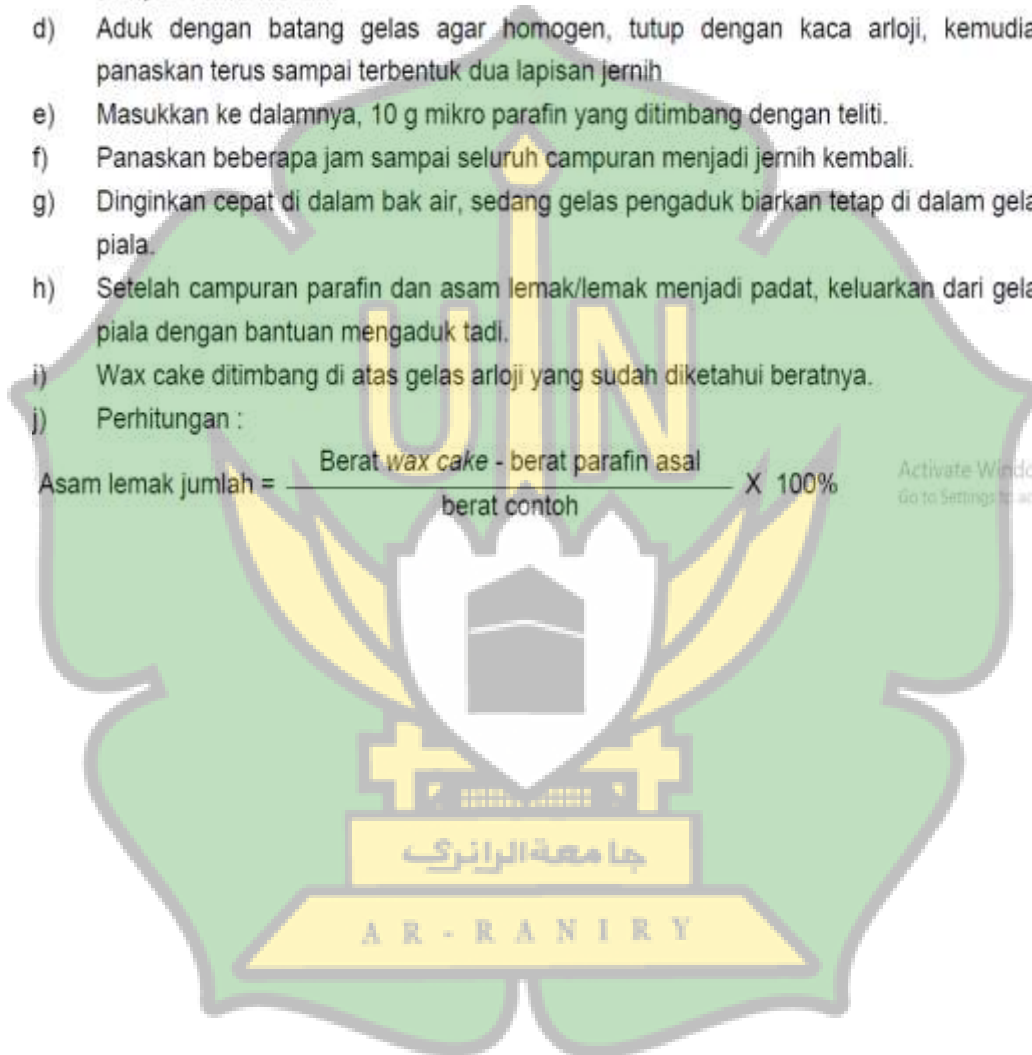 d) Aduk dengan batang gelas agar homogen, tutup dengan kaca arloji, kemudia
panaskan terus sampai terbentuk dua lapisan jernih
e) Masukkan ke dalamnya, 10 g mikro parafin yang ditimbang dengan teliti.
f) Panaskan beberapa jam sampai seluruh campuran menjadi jernih kembali.
g) Dinginkan cepat di dalam bak air, sedang gelas pengaduk biarkan tetap di dalam gela
piala.
h) Setelah campuran parafin dan asam lemak/lemak menjadi padat, keluarkan dari gela
piala dengan bantuan mengaduk tadi.
i) Wax cake ditimbang di atas gelas arloji yang sudah diketahui beratnya.
j) Perhitungan :
Berat wax cake - berat parafin asal
Asam lemak jumlah = X 100%
berat contoh
Activate Windo
Go to Settings to ac
UIN
جامعة الرانري
AR-RANIRY